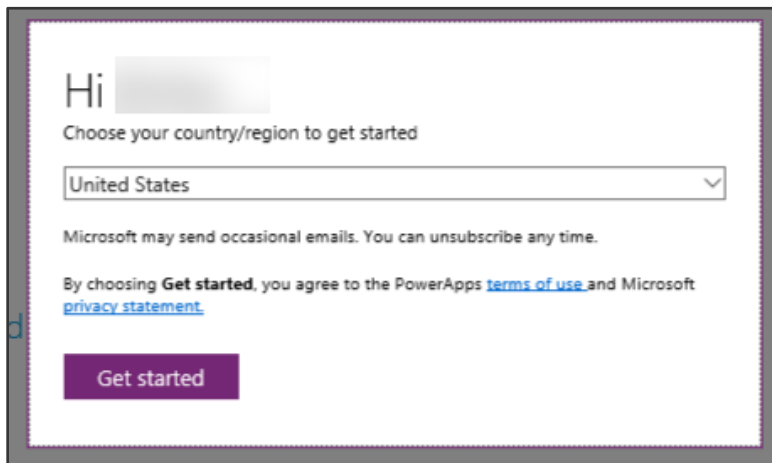 Hi
Choose your country/region to get started
United States
Microsoft may send occasional emails. You can unsubscribe any time.
By choosing Get started, you agree to the PowerApps terms of use and Microsoft
privacy statement.
d
Get started